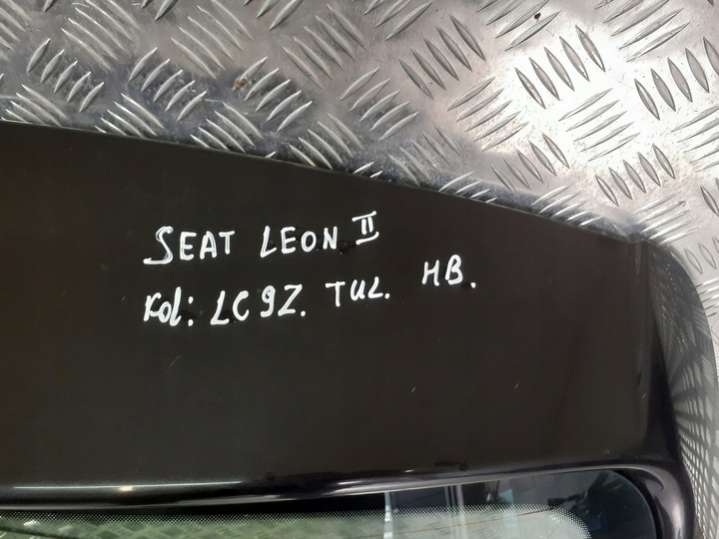 SEAT LEON II
Kol: LC9Z. TUL. HB.